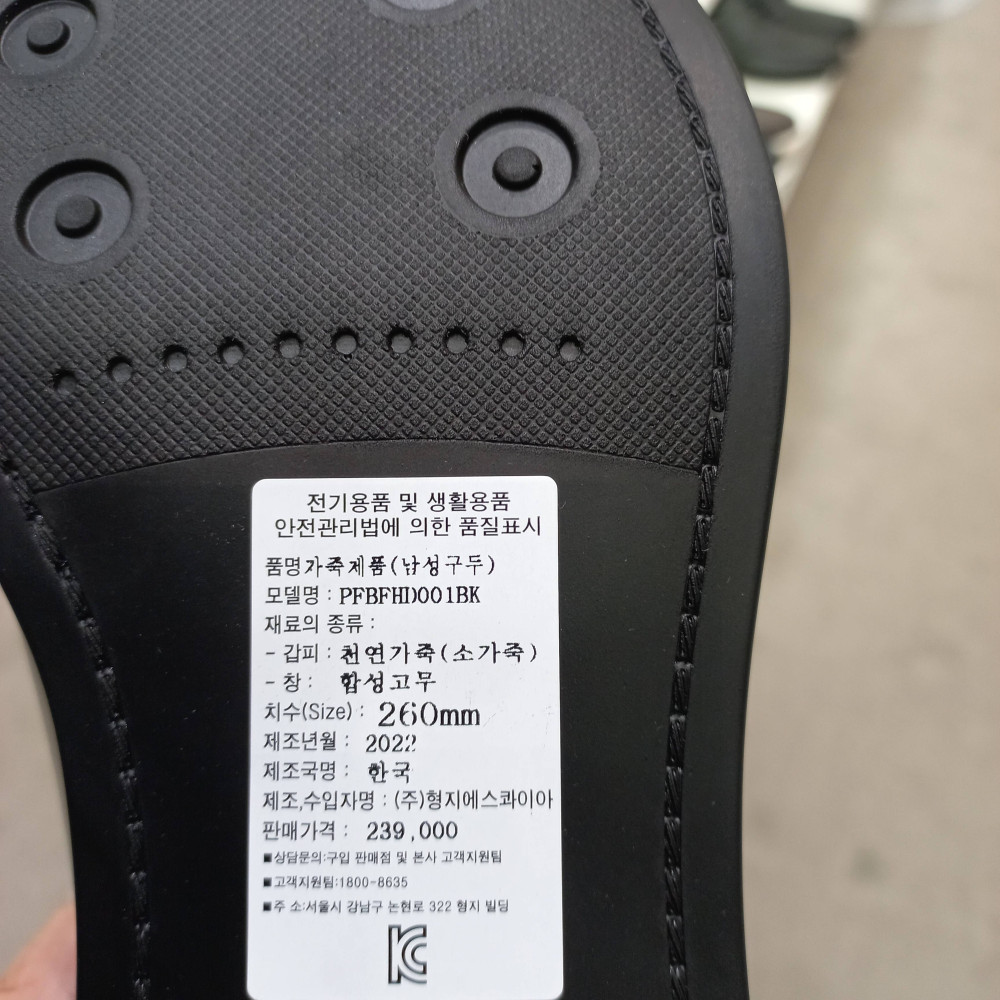 전기용품 및 생활용품
안전관리법에 의한 품질표시
품명가죽제품(남성구두)
모델명 : PFBFHD001BK
재료의 종류 :
- 갑피 : 천연가죽(소가죽)
- 창 : 합성고무
치수(Size) : 260mm
제조년월 : 2022
제조국명 : 한국
제조,수입자명 : (주)형지에스콰이아
판매가격 : 239,000
■상담문의:구입 판매점 및 본사 고객지원팀
■고객지원팀:1800-8635
■주 소:서울시 강남구 논현로 322 형지 빌딩
KC